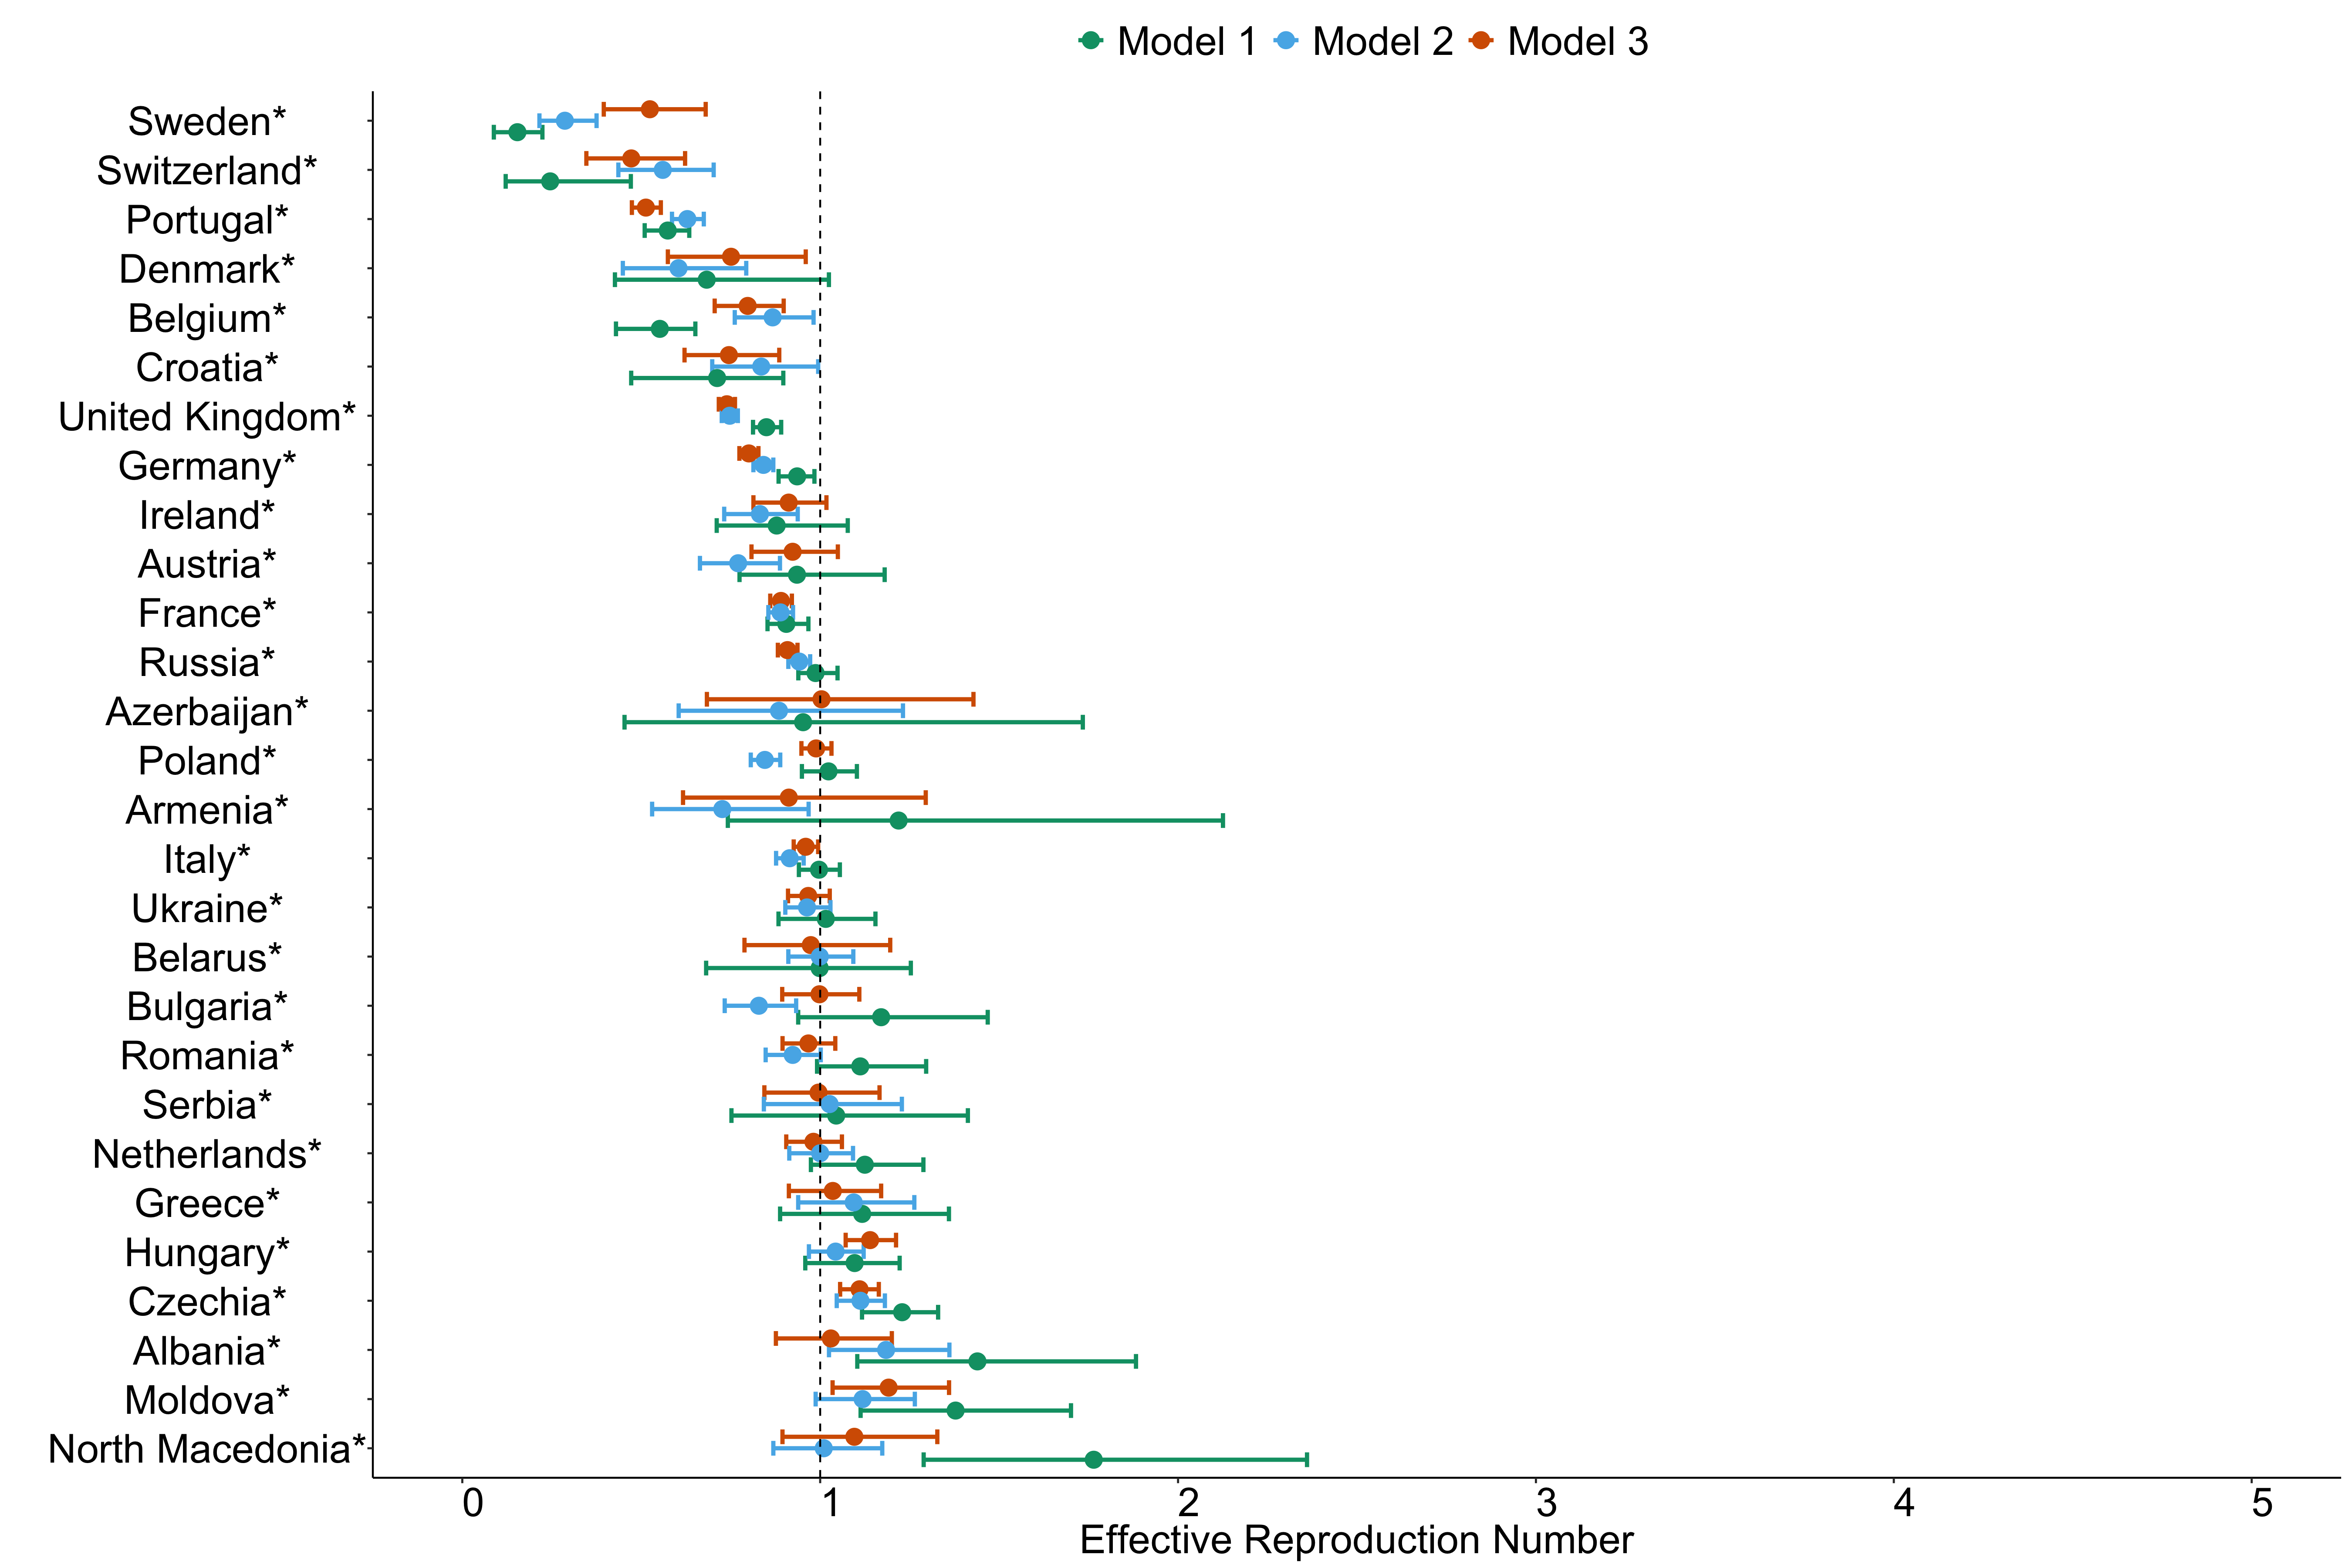 Model 1 Model 2 Model 3
Sweden*
Switzerland*
Portugal*
Denmark*
Belgium*
Croatia*
United Kingdom*
Germany*
Ireland*
Austria*
France*
Russia*
Azerbaijan*
Poland*
Armenia*
Italy*
Ukraine*
Belarus*
Bulgaria*
Romania*
Serbia*
Netherlands*
Greece*
Hungary*
Czechia*
Albania*
Moldova*
North Macedonia*
0 1 2 3 4 5
Effective Reproduction Number